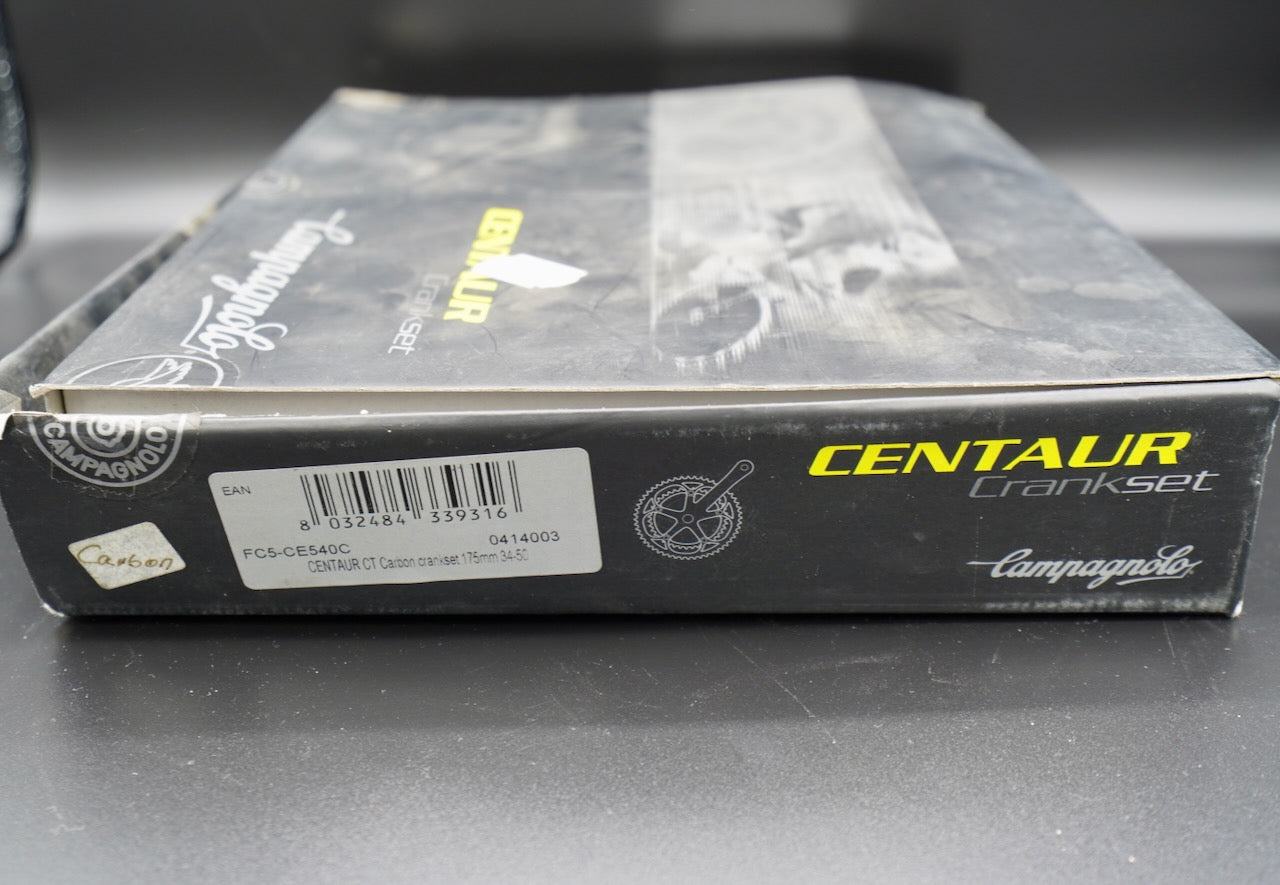 Campagnolo
CENTAUR
Crankset
CAMPAGNOLO
EAN
8 032484 339316
FC5-CE540C 0414003
CENTAUR CT Carbon crankset 175mm 34-50
Carbon
CENTAUR
Crankset
Campagnolo